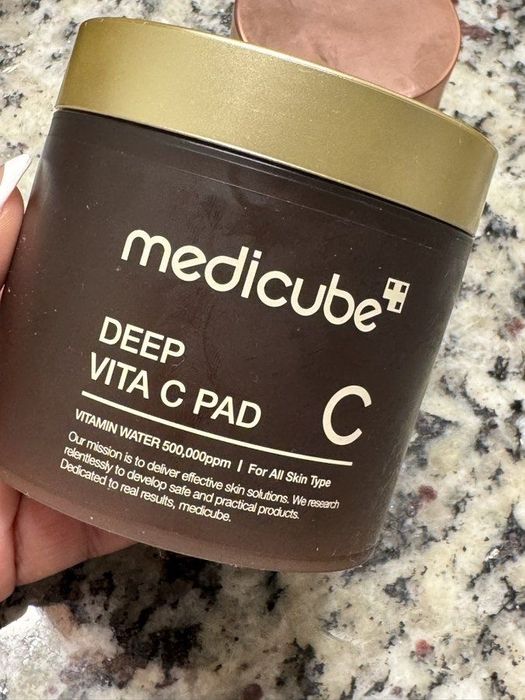 medicube
DEEP
VITA C PAD
C
VITAMIN WATER 500,000ppm | For All Skin Type
Our mission is to deliver effective skin solutions. We research
relentlessly to develop safe and practical products.
Dedicated to real results, medicube.